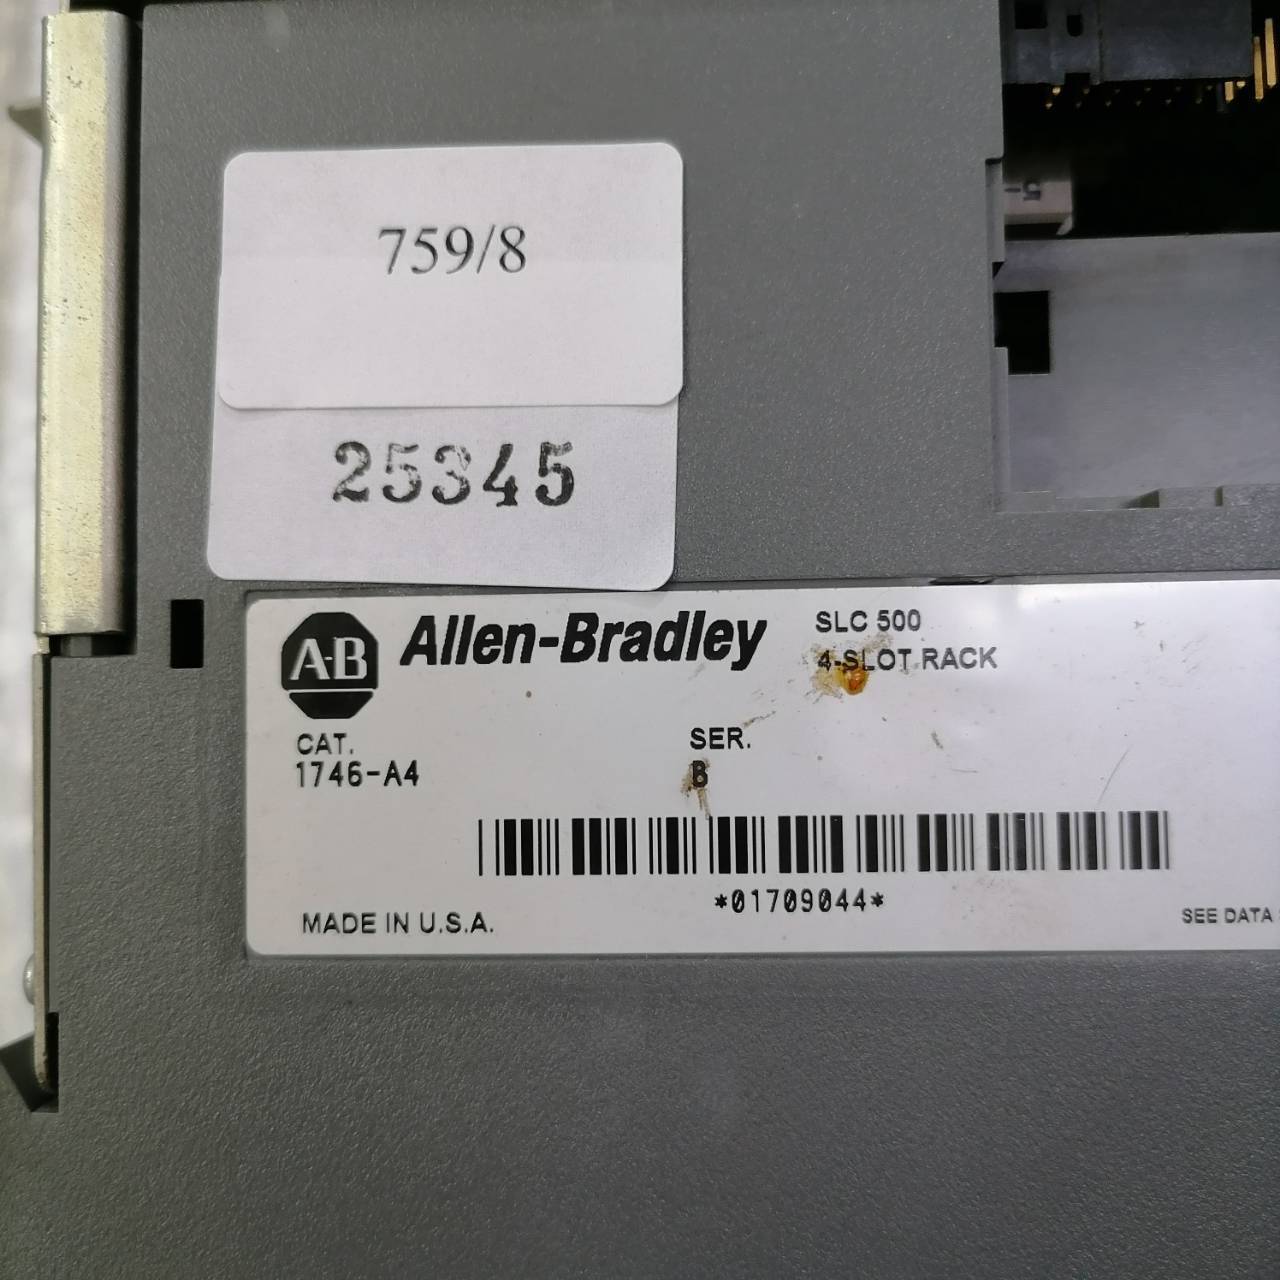 759/8
25345
A-B
Allen-Bradley
SLC 500
4-SLOT RACK
CAT.
1746-A4
SER.
B
*01709044*
MADE IN U.S.A.
SEE DATA
5